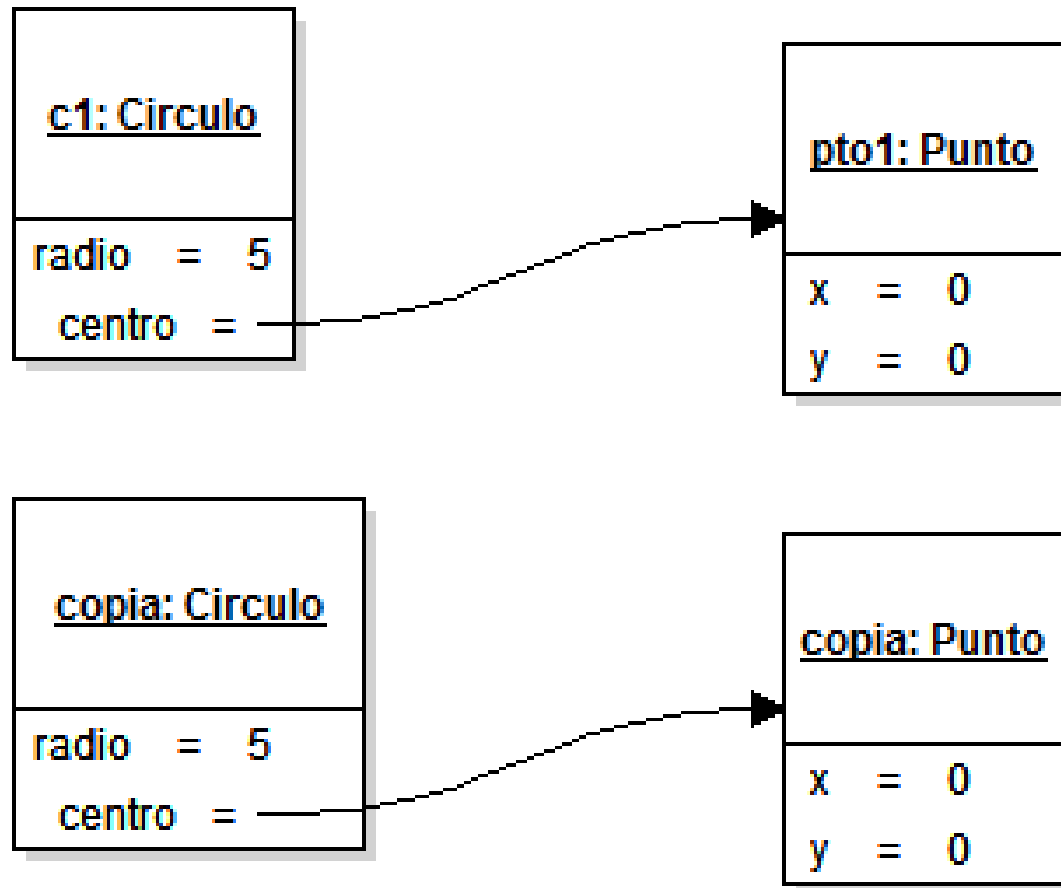 c1: Circulo
radio = 5
centro =
pto1: Punto
x = 0
y = 0
copia: Circulo
radio = 5
centro =
copia: Punto
x = 0
y = 0